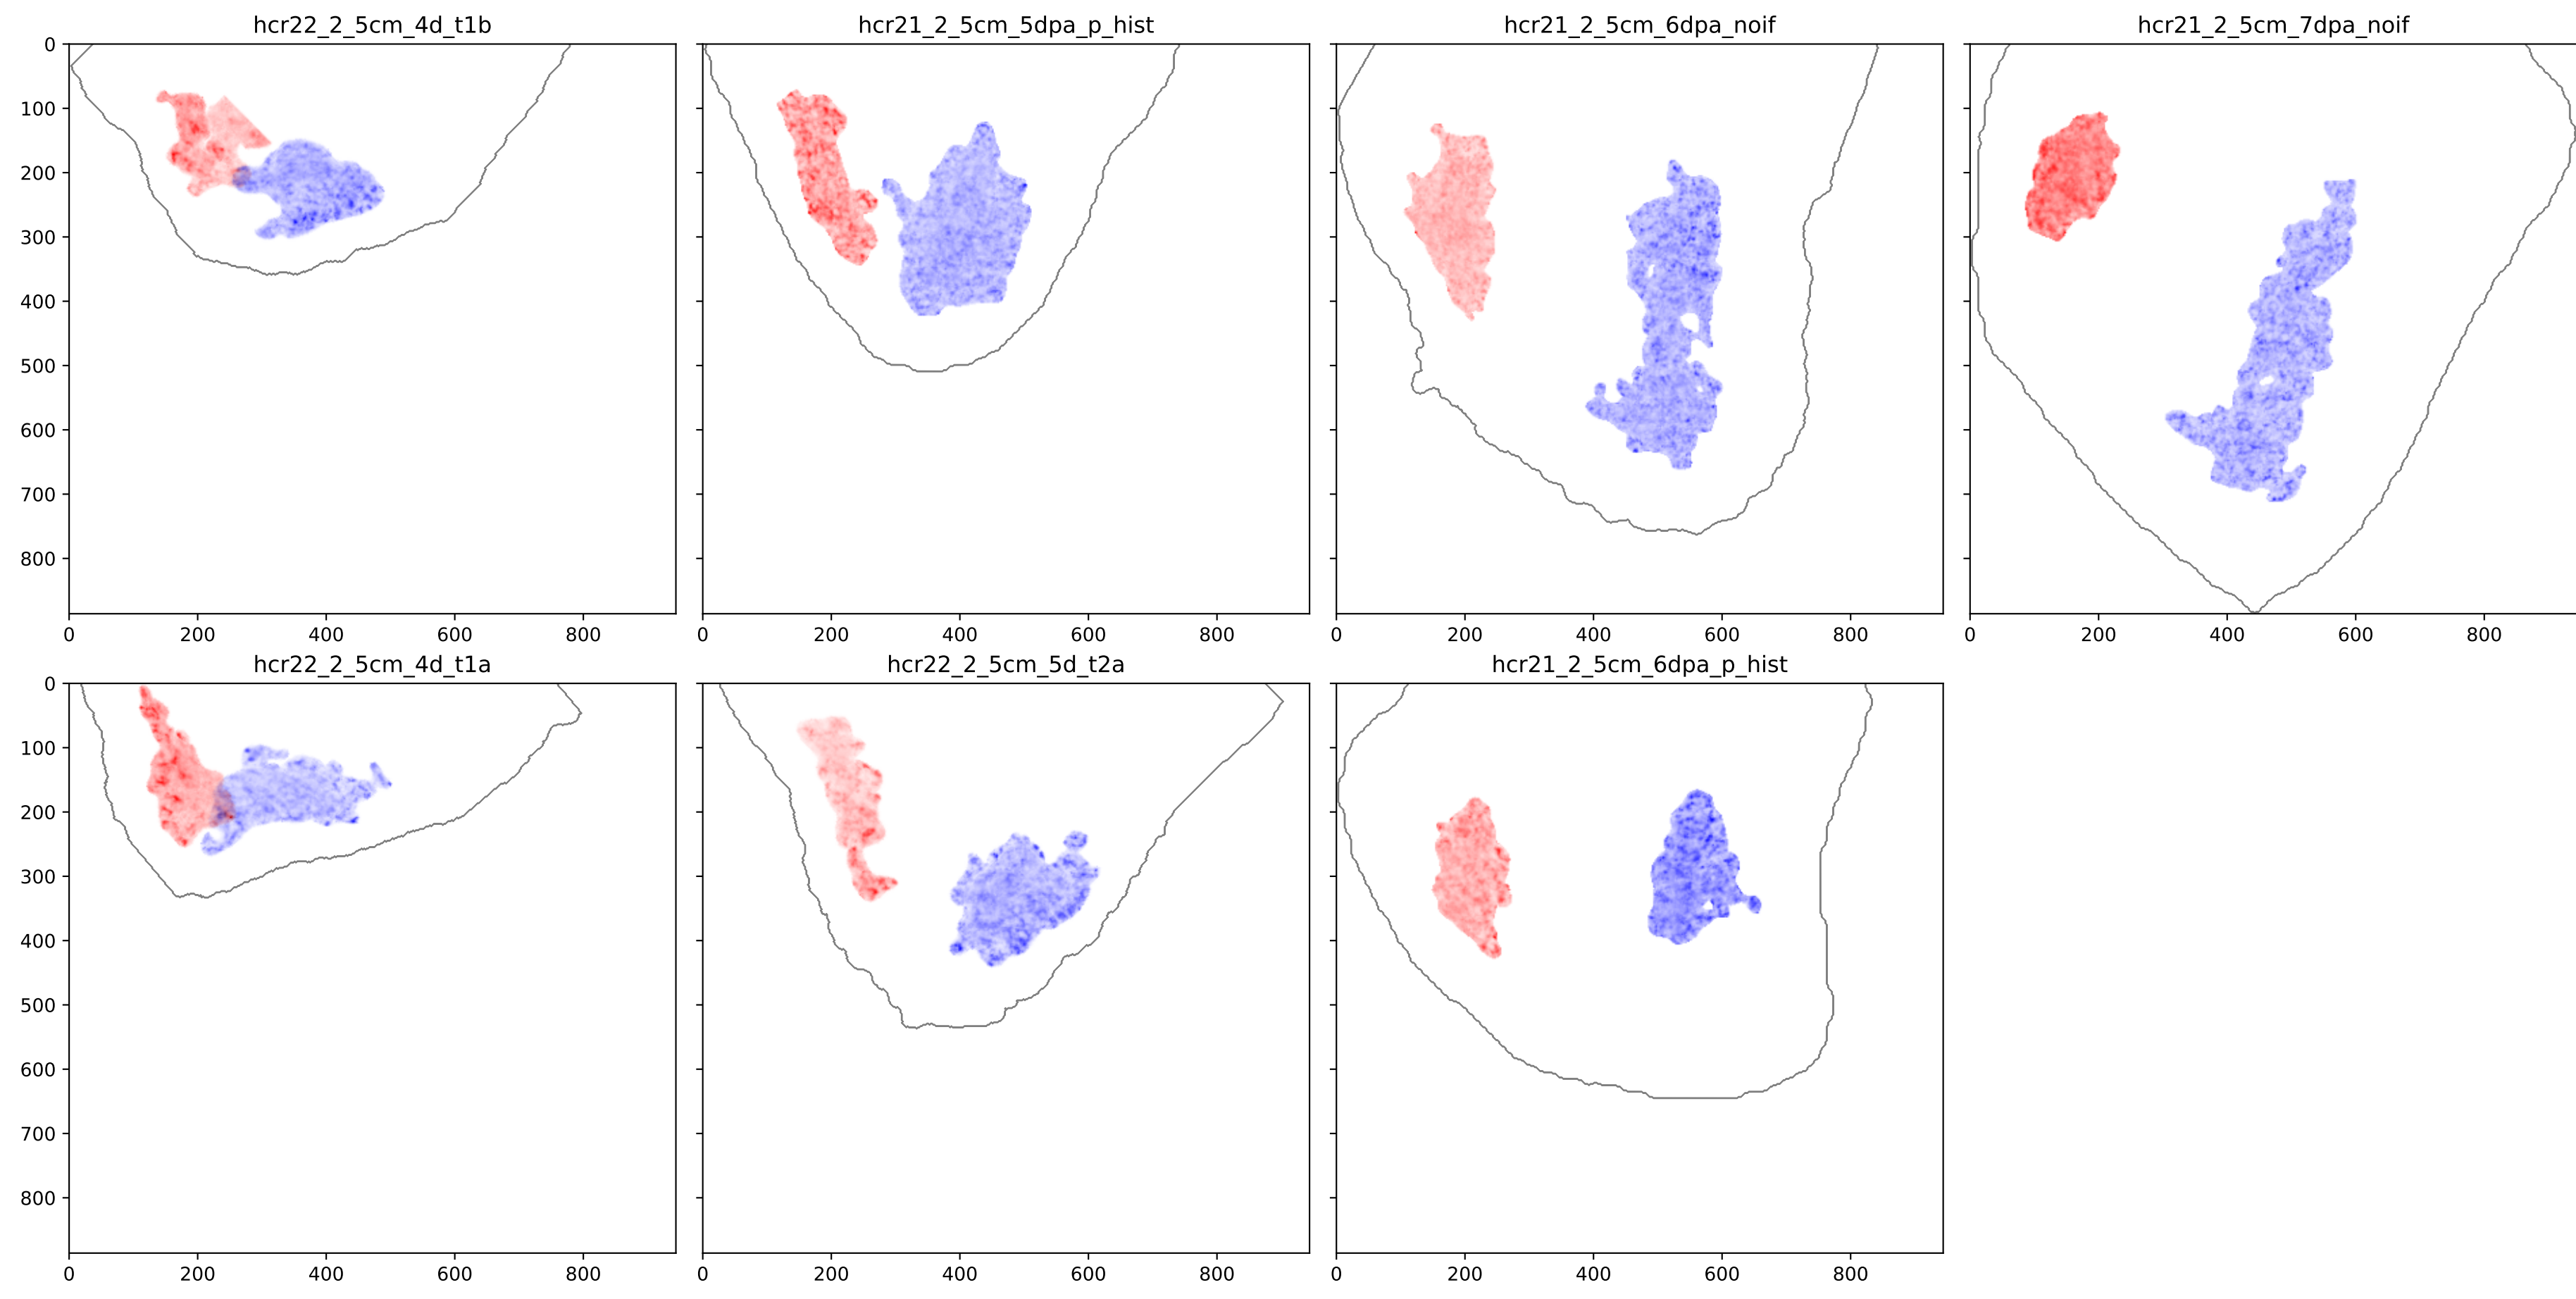 hcr22_2_5cm_4d_t1b
hcr21_2_5cm_5dpa_p_hist
hcr21_2_5cm_6dpa_noif
hcr21_2_5cm_7dpa_noif
0
100
200
300
400
500
600
700
800
0 200 400 600 800
0 200 400 600 800
0 200 400 600 800
0 200 400 600 800
hcr22_2_5cm_4d_t1a
hcr22_2_5cm_5d_t2a
hcr21_2_5cm_6dpa_p_hist
0
100
200
300
400
500
600
700
800
0 200 400 600 800
0 200 400 600 800
0 200 400 600 800